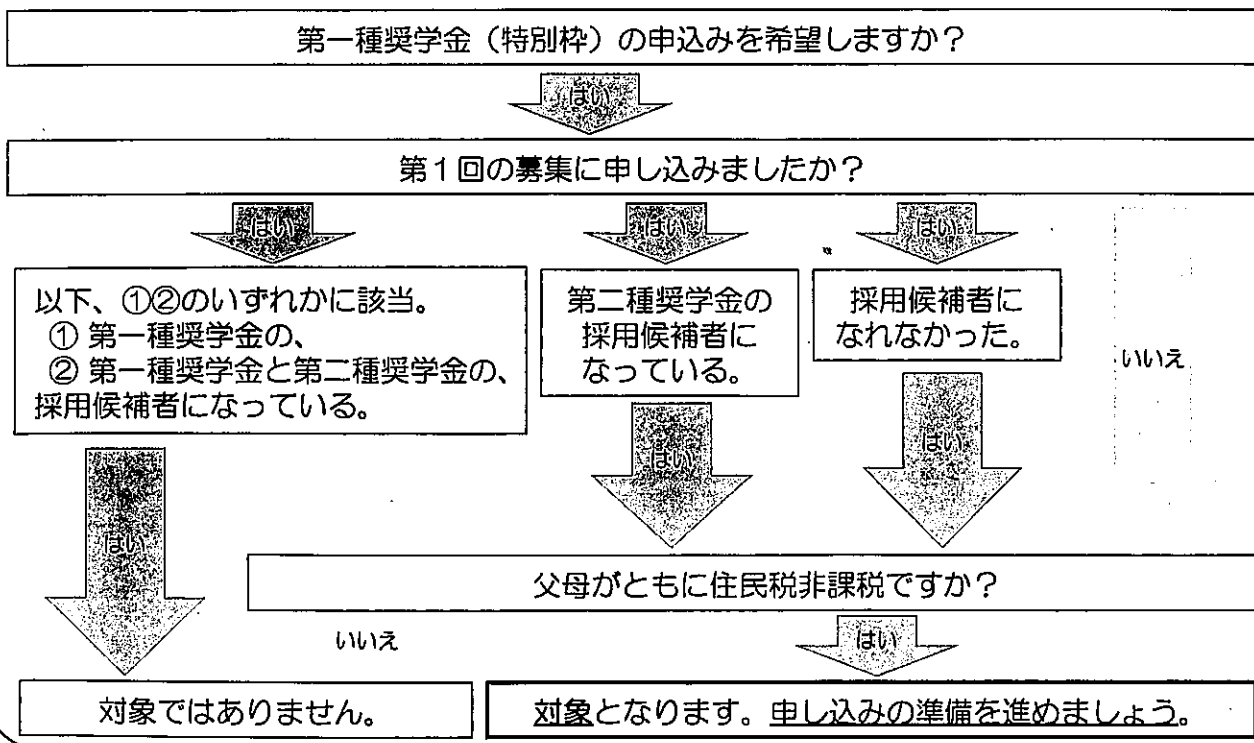 第一種奨学金（特別枠）の申込みを希望しますか？
はい
第１回の募集に申し込みましたか？
はい
はい
はい
いいえ
以下、①②のいずれかに該当。
① 第一種奨学金の、
② 第一種奨学金と第二種奨学金の、
採用候補者になっている。
第二種奨学金の
採用候補者に
なっている。
採用候補者に
なれなかった。
はい
はい
はい
父母がともに住民税非課税ですか？
いいえ
はい
対象ではありません。
対象となります。申し込みの準備を進めましょう。